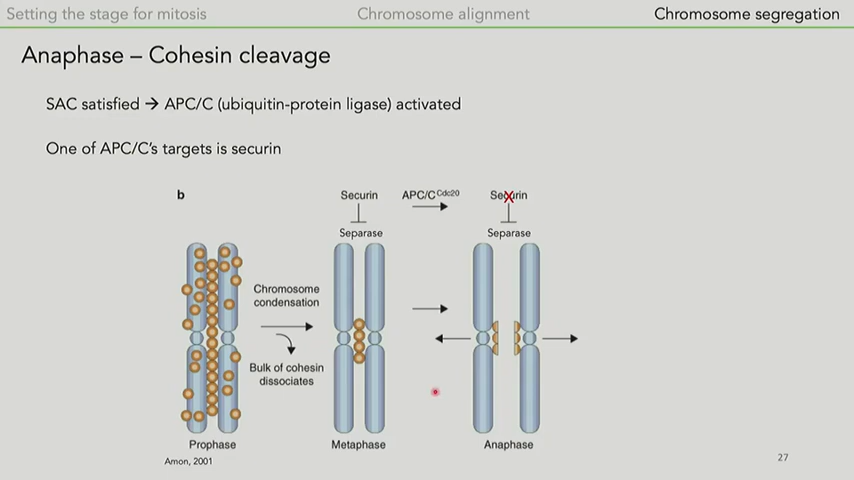 Setting the stage for mitosis
Chromosome alignment
Chromosome segregation
Anaphase – Cohesin cleavage
SAC satisfied → APC/C (ubiquitin-protein ligase) activated
One of APC/C's targets is securin
b
Securin
APC/C Cdc20
Securin
Separase
Separase
Chromosome
condensation
Bulk of cohesin
dissociates
Prophase
Metaphase
Anaphase
Amon, 2001
27